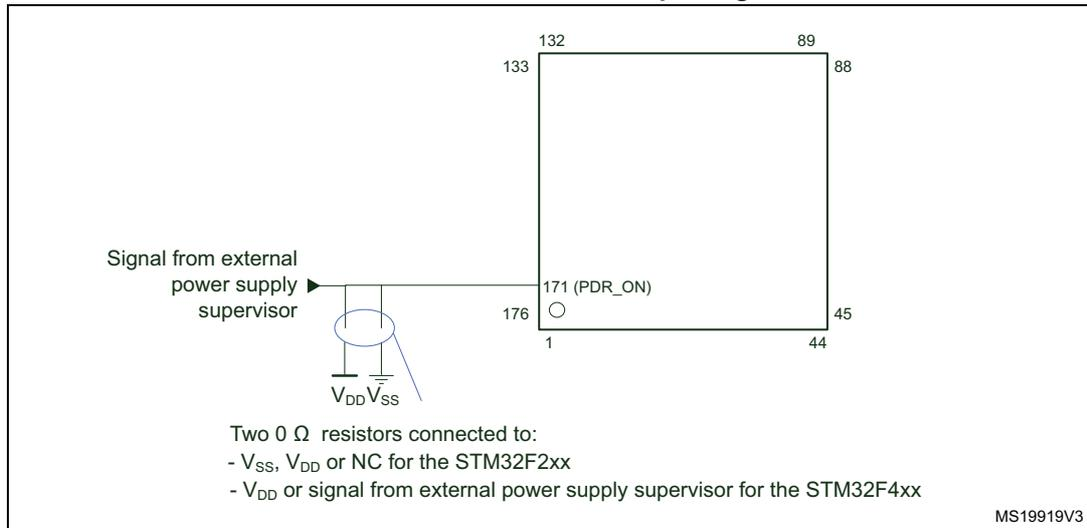 132
89
133
88
Signal from external
power supply
supervisor
171 (PDR_ON)
176
45
1
44
VDD VSS
Two 0 Ω resistors connected to:
- VSS, VDD or NC for the STM32F2xx
- VDD or signal from external power supply supervisor for the STM32F4xx
MS19919V3